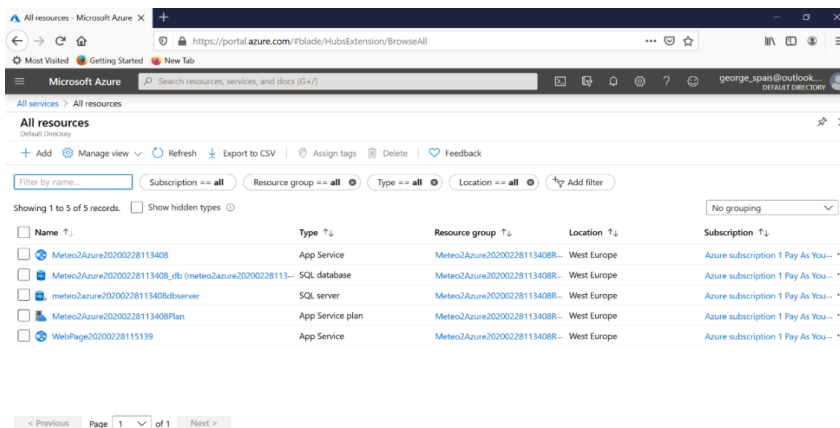 All resources - Microsoft Azure
https://portal.azure.com/#blade/HubsExtension/BrowseAll
Most Visited Getting Started New Tab
Microsoft Azure Search resources, services, and docs (G+/) george_spais@outlook....
DEFAULT DIRECTORY
All services > All resources
All resources
Default Directory
Add Manage view Refresh Export to CSV Assign tags Delete Feedback
Filter by name... Subscription == all Resource group == all Type == all Location == all Add filter
Showing 1 to 5 of 5 records. Show hidden types No grouping
Name Type Resource group Location Subscription
Meteo2Azure20200228113408 App Service Meteo2Azure20200228113408R... West Europe Azure subscription 1 Pay As You...
Meteo2Azure20200228113408_db (meteo2azure20200228113... SQL database Meteo2Azure20200228113408R... West Europe Azure subscription 1 Pay As You...
meteo2azure20200228113408dbserver SQL server Meteo2Azure20200228113408R... West Europe Azure subscription 1 Pay As You...
Meteo2Azure20200228113408Plan App Service plan Meteo2Azure20200228113408R... West Europe Azure subscription 1 Pay As You...
WebPage20200228115139 App Service Meteo2Azure20200228113408R... West Europe Azure subscription 1 Pay As You...
< Previous Page 1 of 1 Next >